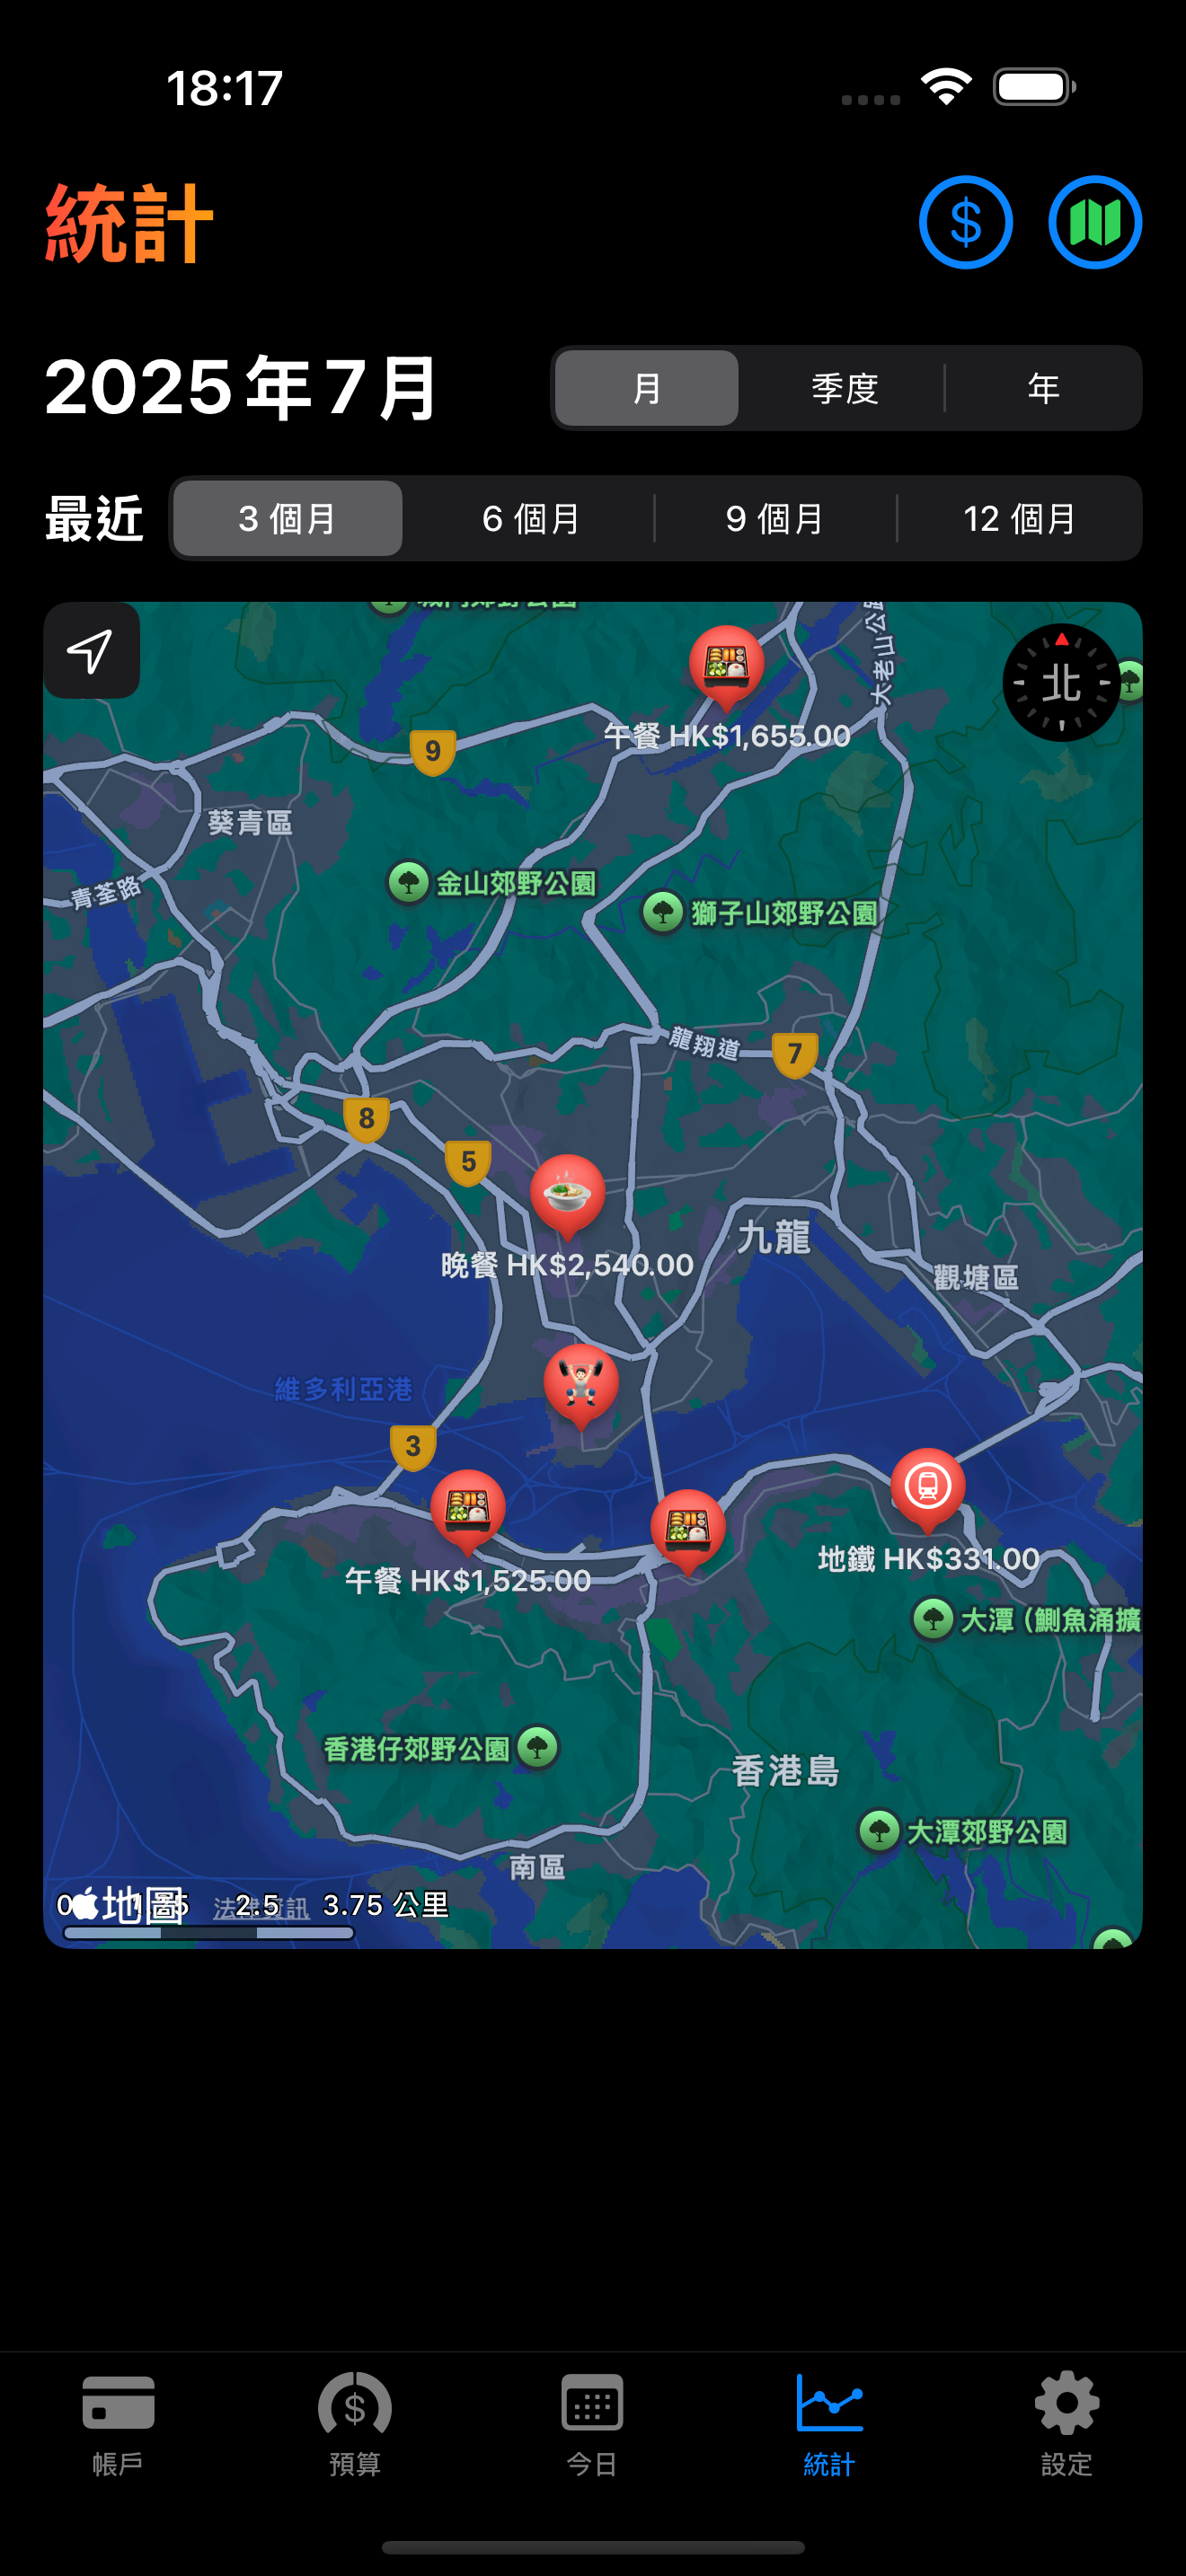 18:17
統計
$
2025年7月
月 季度 年
最近 3 個月 6 個月 9 個月 12 個月
北
午餐 HK$1,655.00
9
葵青區
青荃路
金山郊野公園
獅子山郊野公園
龍翔道
7
8
5
九龍
晚餐 HK$2,540.00
觀塘區
維多利亞港
3
午餐 HK$1,525.00
地鐵 HK$331.00
大潭 (鰂魚涌擴
香港仔郊野公園
香港島
大潭郊野公園
南區
0 地圖 法律資訊 2.5 3.75 公里
帳戶 預算 今日 統計 設定